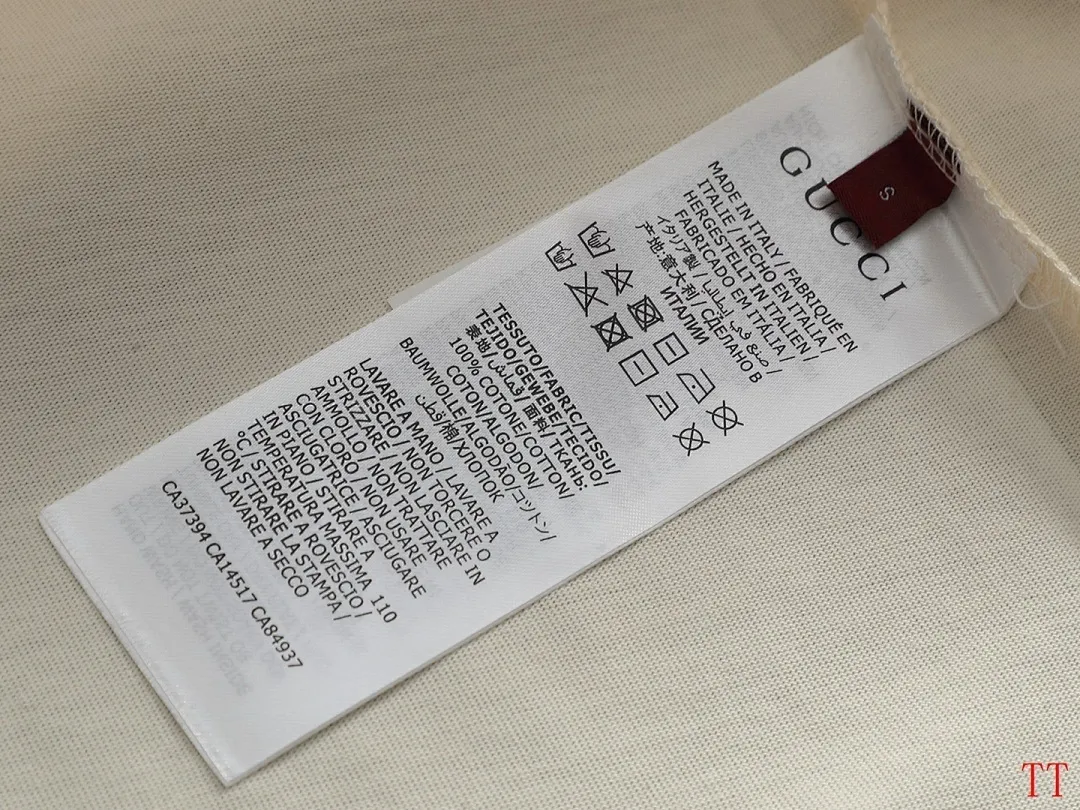 S
GUCCI
MADE IN ITALY / FABRIQUÉ EN
ITALIE / HECHO EN ITALIA /
HERGESTELLT IN ITALIEN /
FABRICADO EM ITÁLIA /
イタリア製 / صنع في إيطاليا /
产地:意大利 / СДЕЛАНО В
ИТАЛИИ
TESSUTO/FABRIC/TISSU/
TEJIDO/GEWEBE/TECIDO/
表地/قماش/面料/ТКАНЬ:
100% COTONE/COTTON/
COTON/ALGODON/
BAUMWOLLE/ALGODÃO/コットン/
قطن/棉/ХЛОПОК
LAVARE A MANO / LAVARE A
ROVESCIO / NON TORCERE O
STRIZZARE / NON LASCIARE IN
AMMOLLO / NON TRATTARE
CON CLORO / NON USARE
ASCIUGATRICE / ASCIUGARE
IN PIANO / STIRARE A
TEMPERATURA MASSIMA 110
°C / STIRARE A ROVESCIO /
NON STIRARE LA STAMPA /
NON LAVARE A SECCO
CA37394 CA14517 CA84937
TT